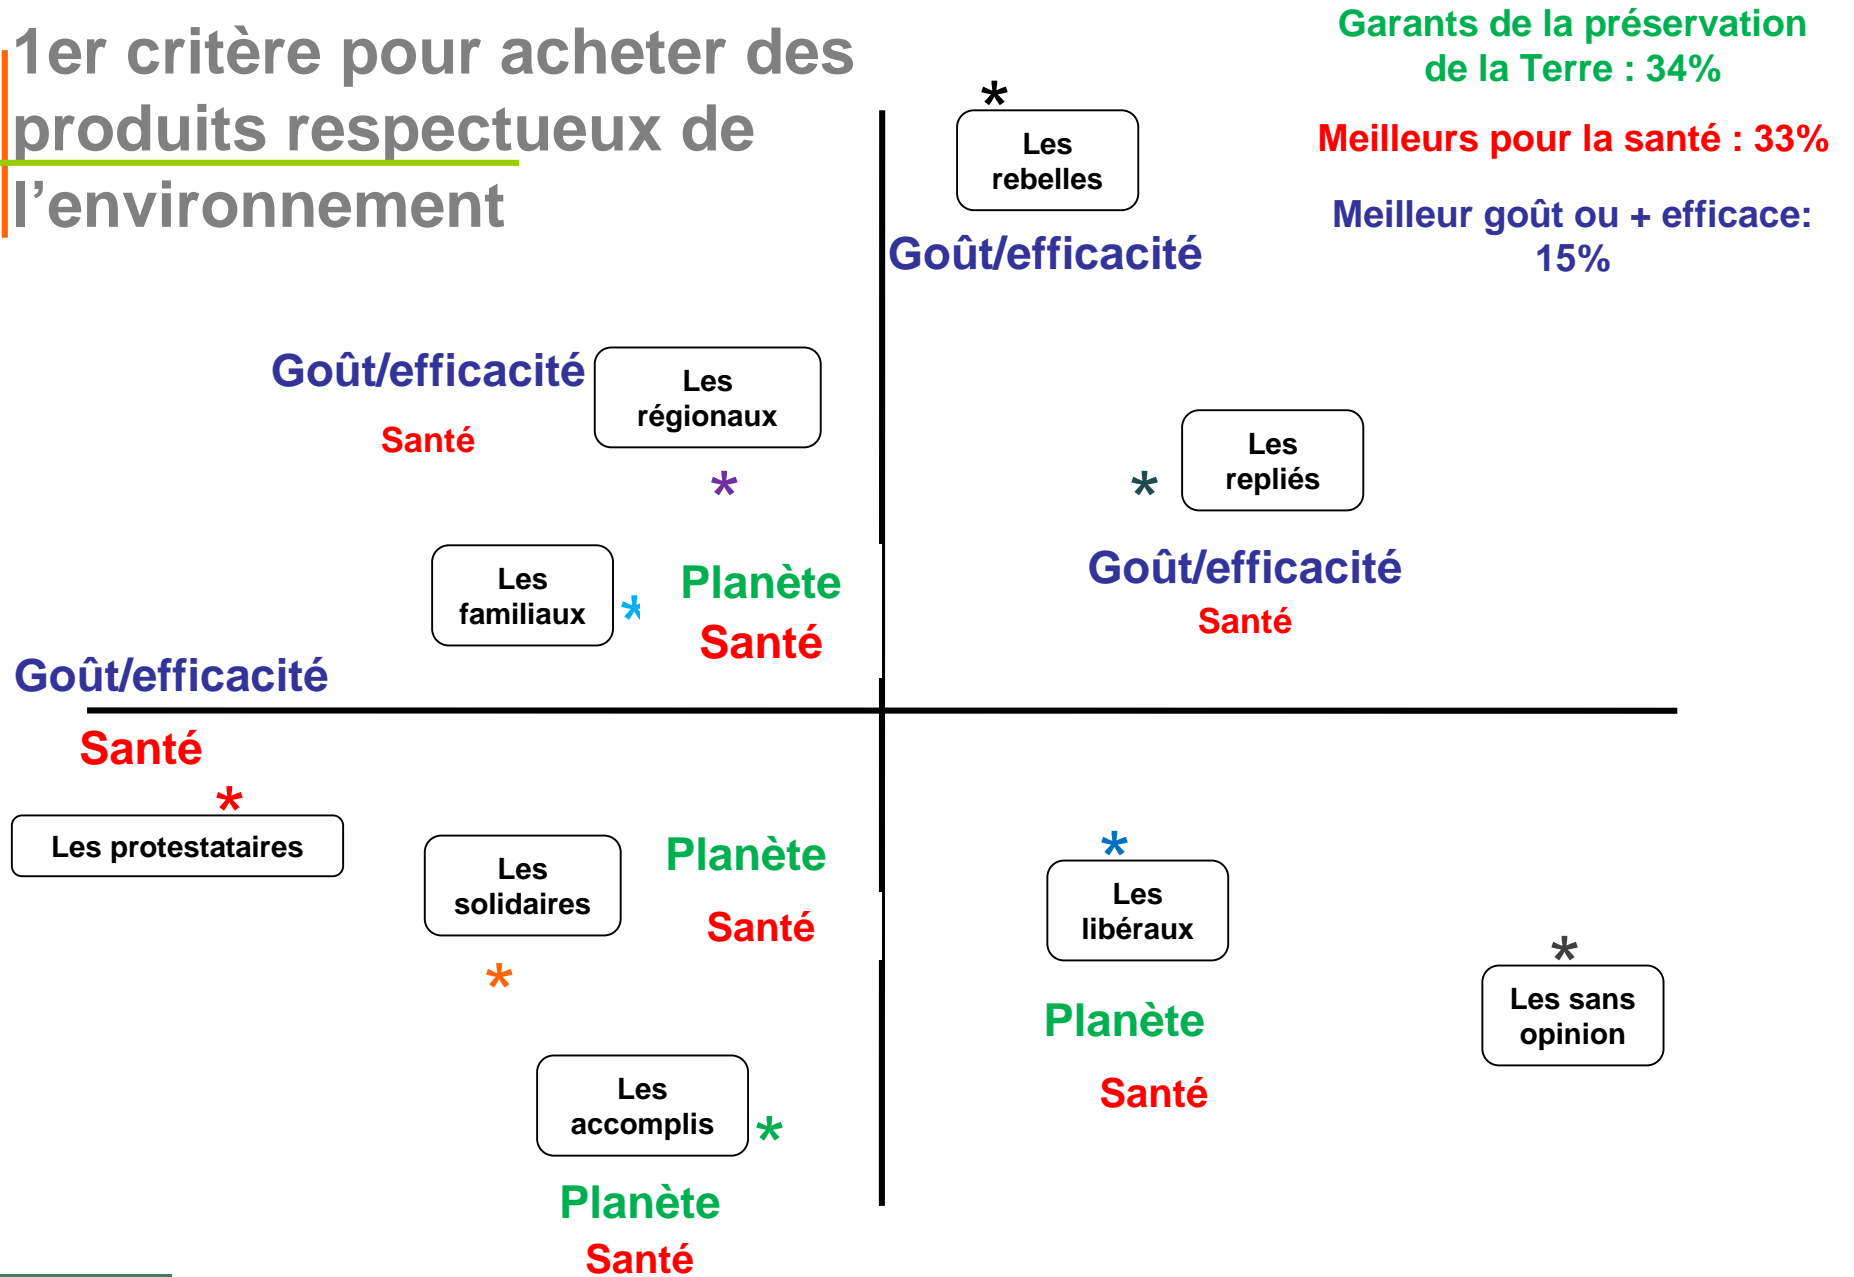 1er critère pour acheter des
produits respectueux de
l’environnement
Garants de la préservation
de la Terre : 34%
Meilleurs pour la santé : 33%
Meilleur goût ou + efficace:
15%
*
Les
rebelles
Goût/efficacité
Goût/efficacité
Santé
Les
régionaux
*
Les
repliés
*
Goût/efficacité
Santé
Les
familiaux
*
Planète
Santé
Goût/efficacité
Santé
*
Les protestataires
Les
solidaires
*
Planète
Santé
*
Les
libéraux
Planète
Santé
*
Les sans
opinion
Les
accomplis
*
Planète
Santé